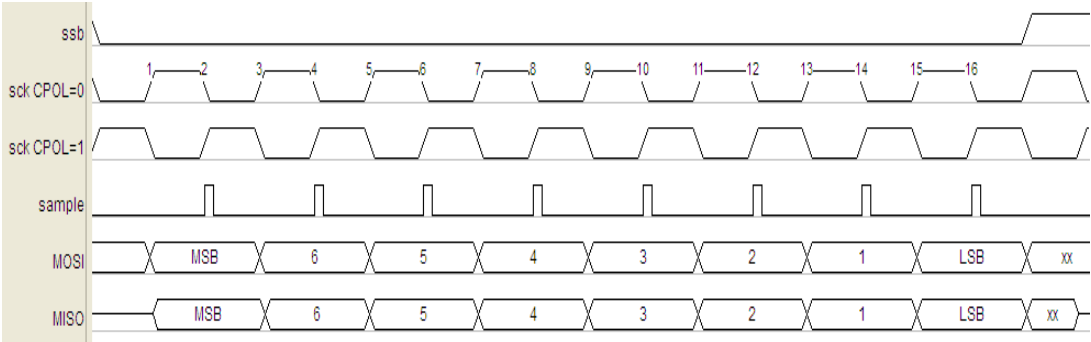 ssb
1 2 3 4 5 6 7 8 9 10 11 12 13 14 15 16
sck CPOL=0
sck CPOL=1
sample
MOSI MSB 6 5 4 3 2 1 LSB xx
MISO MSB 6 5 4 3 2 1 LSB xx